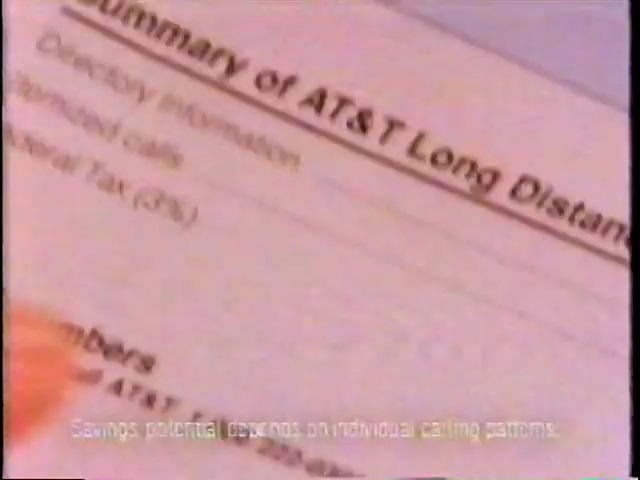 Summary of AT&T Long Distan
Directory Information
Itemized calls
Federal Tax (3%)
mbers
AT&T
Savings potential depends on individual calling patterns.